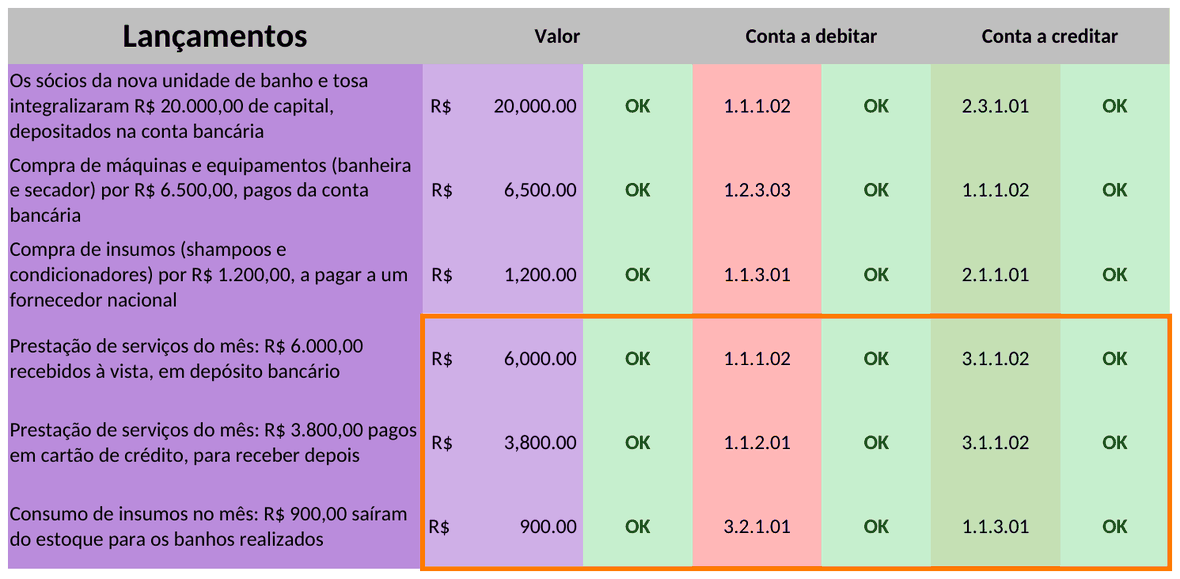 Lançamentos Valor Conta a debitar Conta a creditar
Os sócios da nova unidade de banho e tosa
integralizaram R$ 20.000,00 de capital,
depositados na conta bancária
R$ 20,000.00 OK 1.1.1.02 OK 2.3.1.01 OK
Compra de máquinas e equipamentos (banheira
e secador) por R$ 6.500,00, pagos da conta
bancária
R$ 6,500.00 OK 1.2.3.03 OK 1.1.1.02 OK
Compra de insumos (shampoos e
condicionadores) por R$ 1.200,00, a pagar a um
fornecedor nacional
R$ 1,200.00 OK 1.1.3.01 OK 2.1.1.01 OK
Prestação de serviços do mês: R$ 6.000,00
recebidos à vista, em depósito bancário
R$ 6,000.00 OK 1.1.1.02 OK 3.1.1.02 OK
Prestação de serviços do mês: R$ 3.800,00 pagos
em cartão de crédito, para receber depois
R$ 3,800.00 OK 1.1.2.01 OK 3.1.1.02 OK
Consumo de insumos no mês: R$ 900,00 saíram
do estoque para os banhos realizados
R$ 900.00 OK 3.2.1.01 OK 1.1.3.01 OK